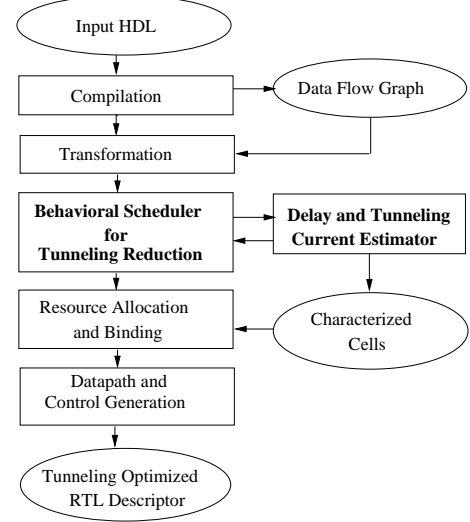 Input HDL
Compilation
Data Flow Graph
Transformation
Behavioral Scheduler
for
Tunneling Reduction
Delay and Tunneling
Current Estimator
Resource Allocation
and Binding
Characterized
Cells
Datapath and
Control Generation
Tunneling Optimized
RTL Descriptor